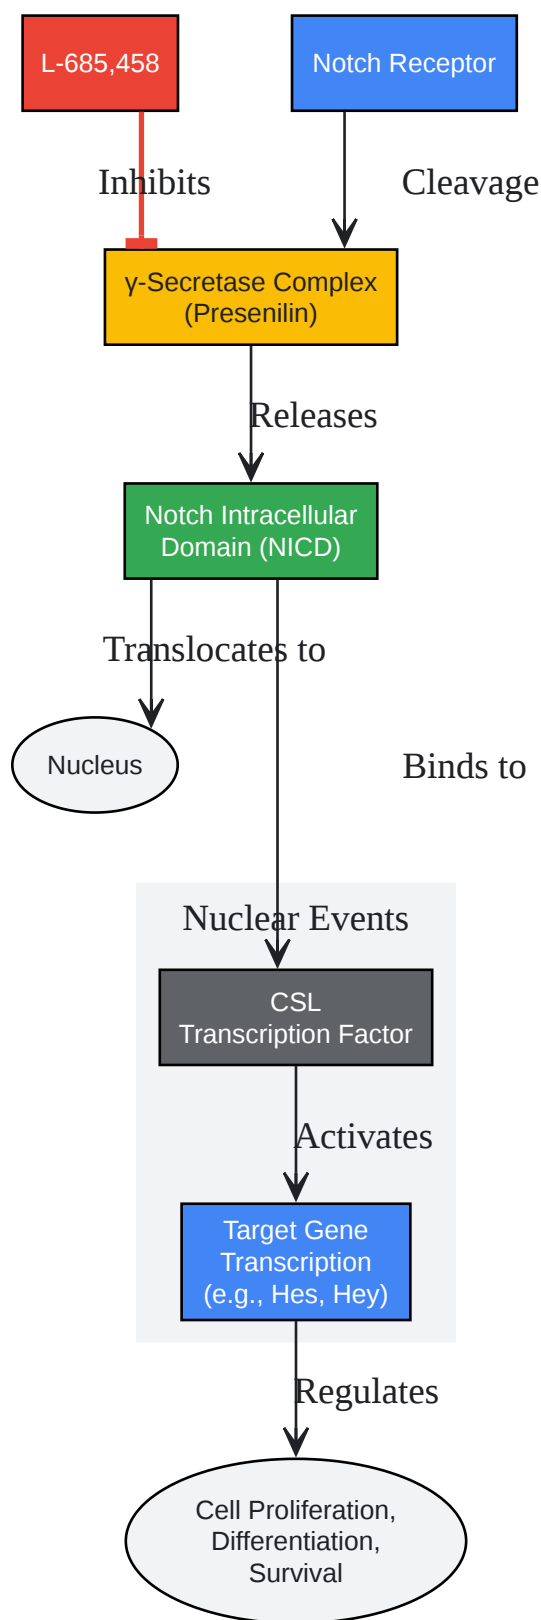 L-685,458
Notch Receptor
Inhibits
Cleavage
γ-Secretase Complex
(Presenilin)
Releases
Notch Intracellular
Domain (NICD)
Translocates to
Nucleus
Binds to
Nuclear Events
CSL
Transcription Factor
Activates
Target Gene
Transcription
(e.g., Hes, Hey)
Regulates
Cell Proliferation,
Differentiation,
Survival